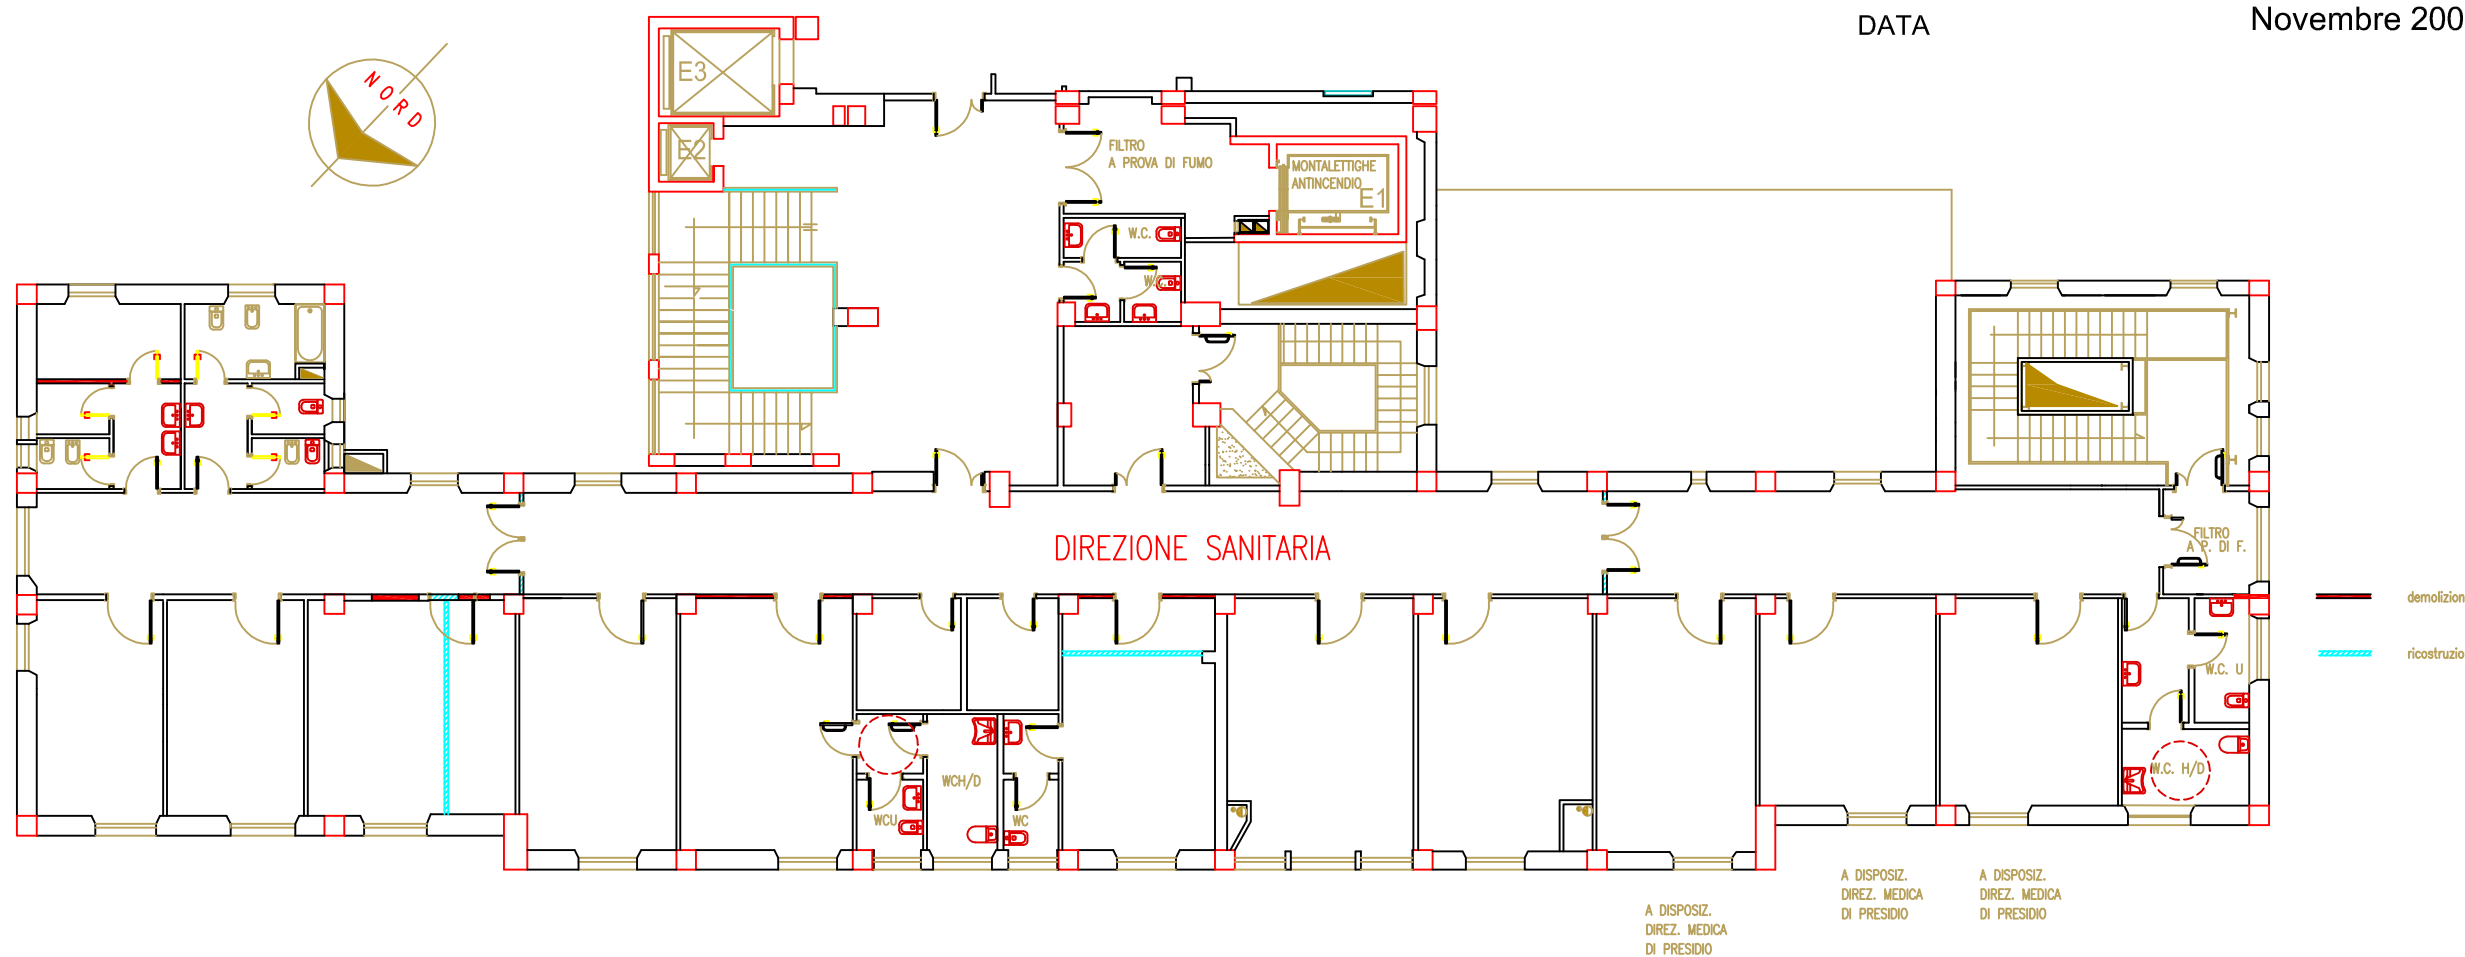 DATA
Novembre 200
NORD
E3
E2
FILTRO
A PROVA DI FUMO
MONTALETTIGHE
ANTINCENDIO
E1
W.C.
DIREZIONE SANITARIA
FILTRO
A P. DI F.
demolizion
ricostruzio
W.C. U
W.C. H/D
WCH/D
WCU
WC
A DISPOSIZ.
DIREZ. MEDICA
DI PRESIDIO
A DISPOSIZ.
DIREZ. MEDICA
DI PRESIDIO
A DISPOSIZ.
DIREZ. MEDICA
DI PRESIDIO